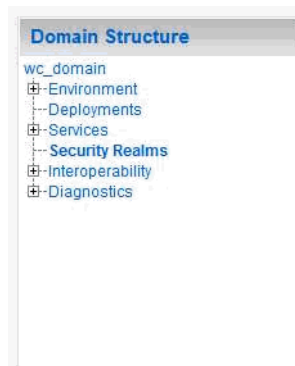 Domain Structure
wc_domain
Environment
Deployments
Services
Security Realms
Interoperability
Diagnostics